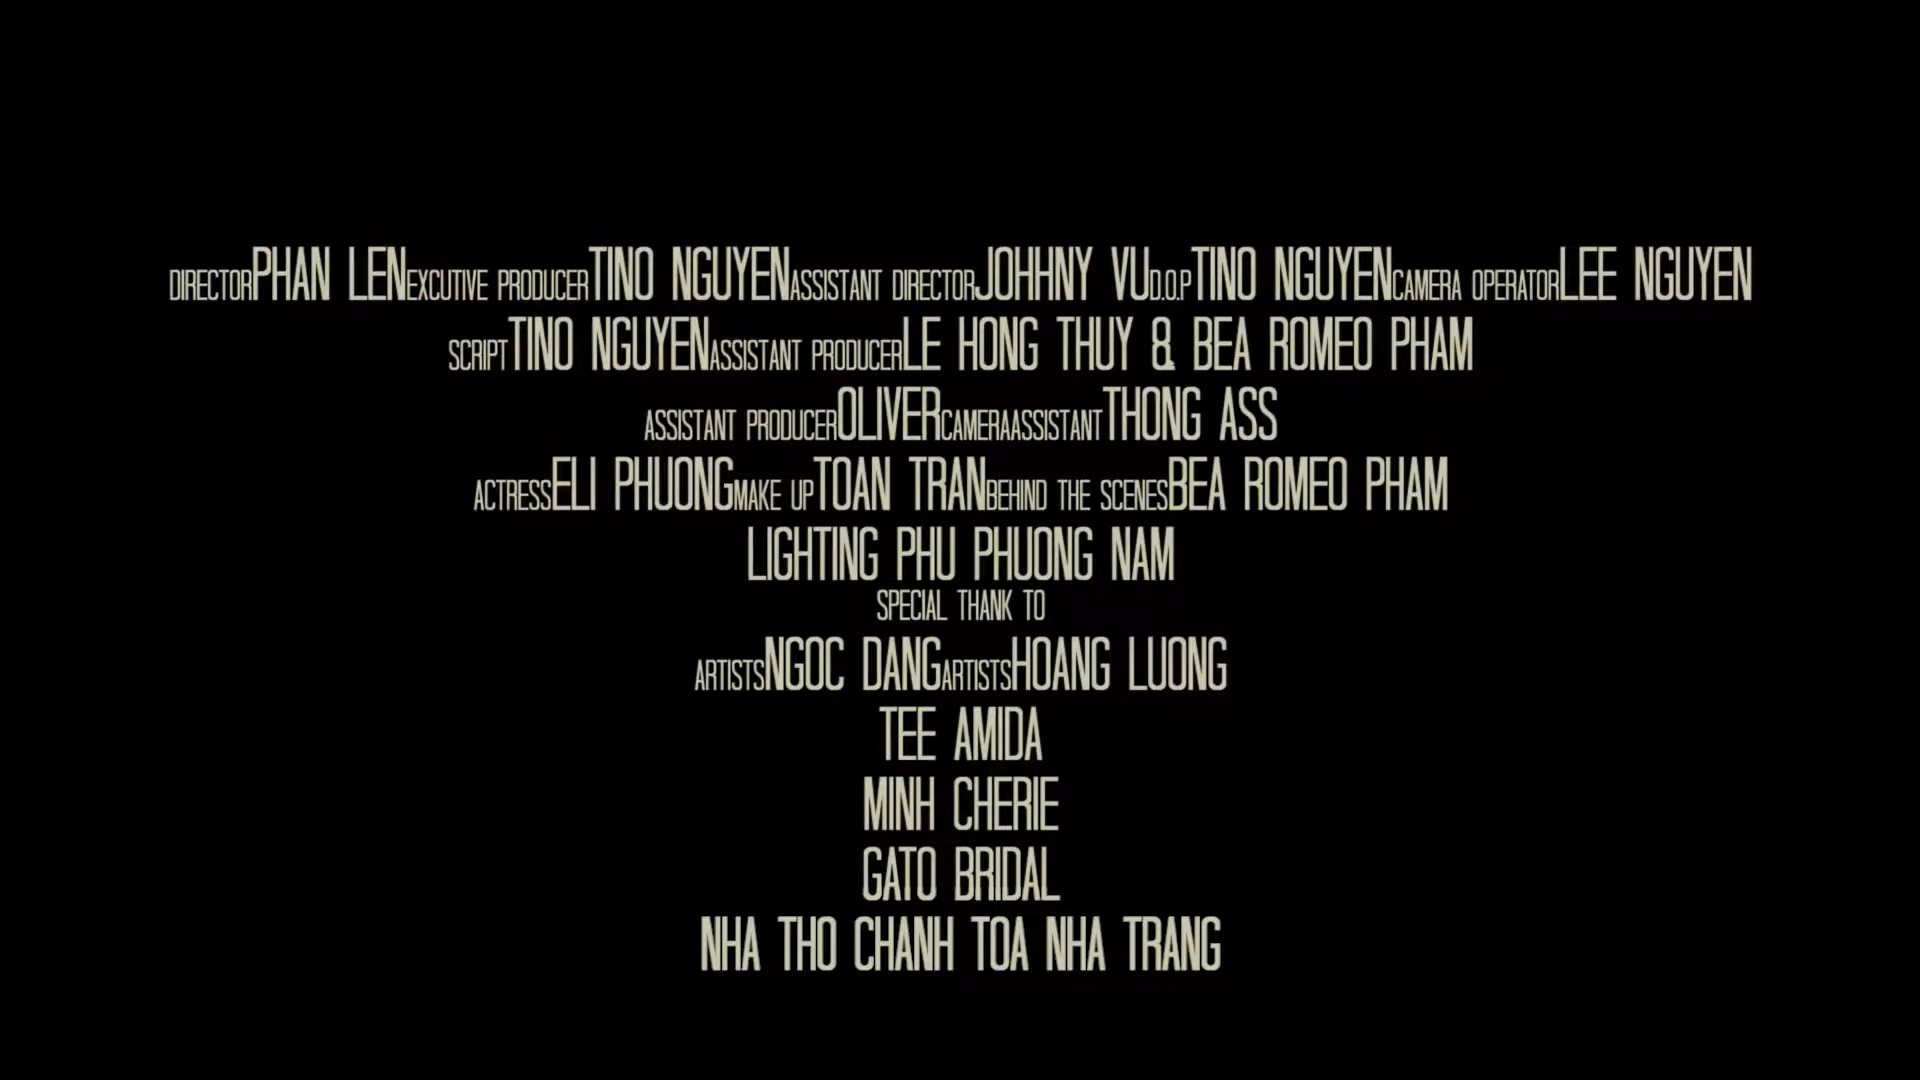 DIRECTORPHAN LENEXCUTIVE PRODUCERTINO NGUYENASSISTANT DIRECTORJOHHNY VUD.O.PTINO NGUYENCAMERA OPERATORLEE NGUYEN
SCRIPTTINO NGUYENASSISTANT PRODUCERLE HONG THUY & BEA ROMEO PHAM
ASSISTANT PRODUCEROLIVERCAMERAASSISTANTTHONG ASS
ACTRESSELI PHUONGMAKE UPTOAN TRANBEHIND THE SCENESBEA ROMEO PHAM
LIGHTING PHU PHUONG NAM
SPECIAL THANK TO
ARTISTSNGOC DANGARTISTSHOANG LUONG
TEE AMIDA
MINH CHERIE
GATO BRIDAL
NHA THO CHANH TOA NHA TRANG